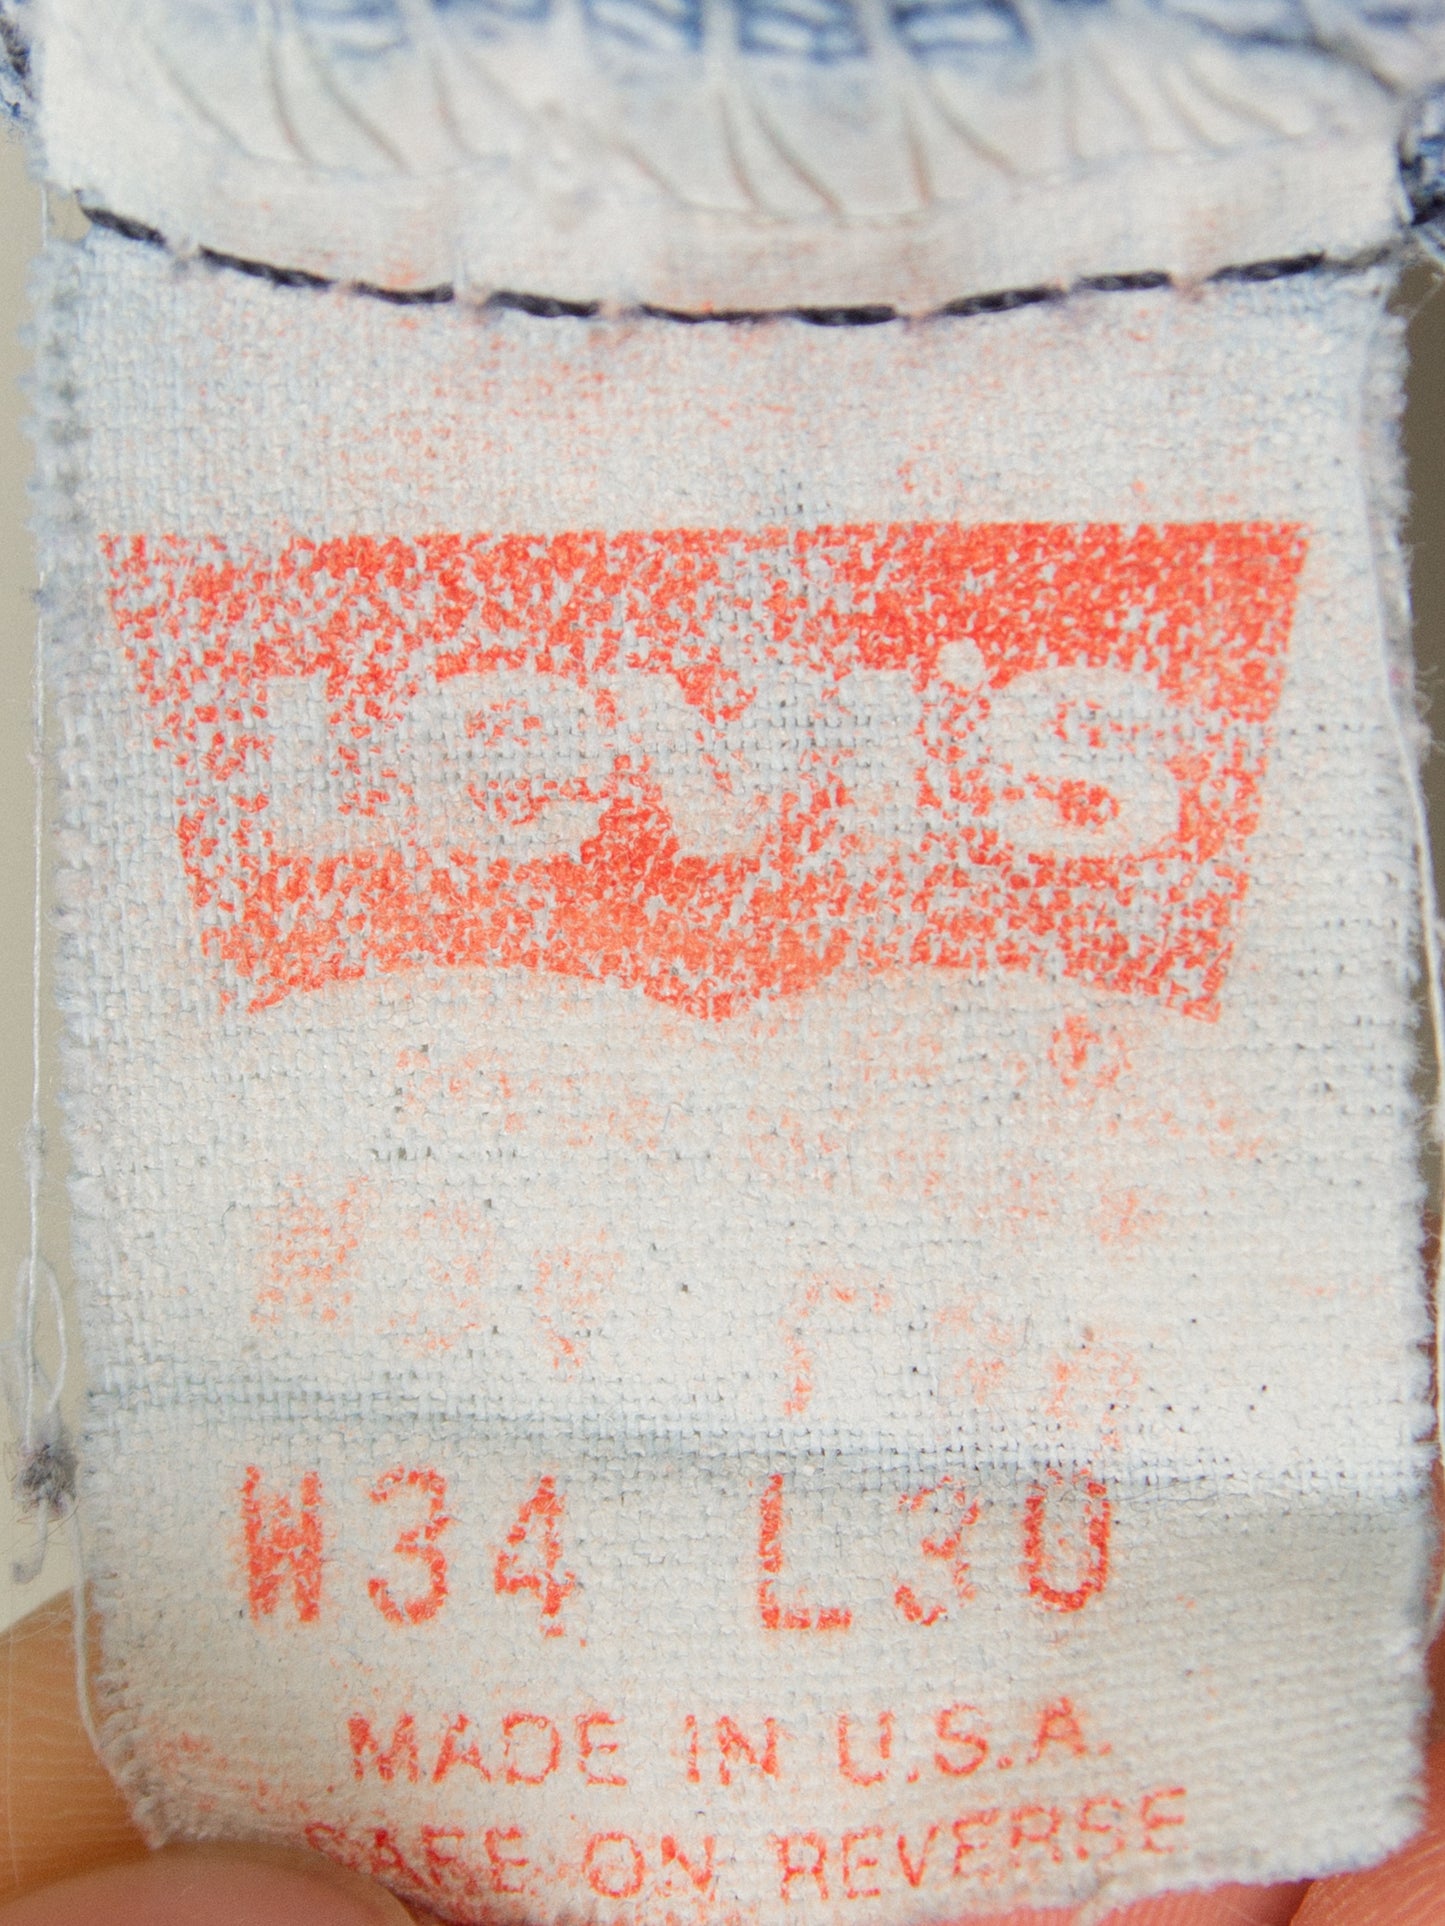 Levi's
W34 L30
MADE IN U.S.A.
CARE ON REVERSE